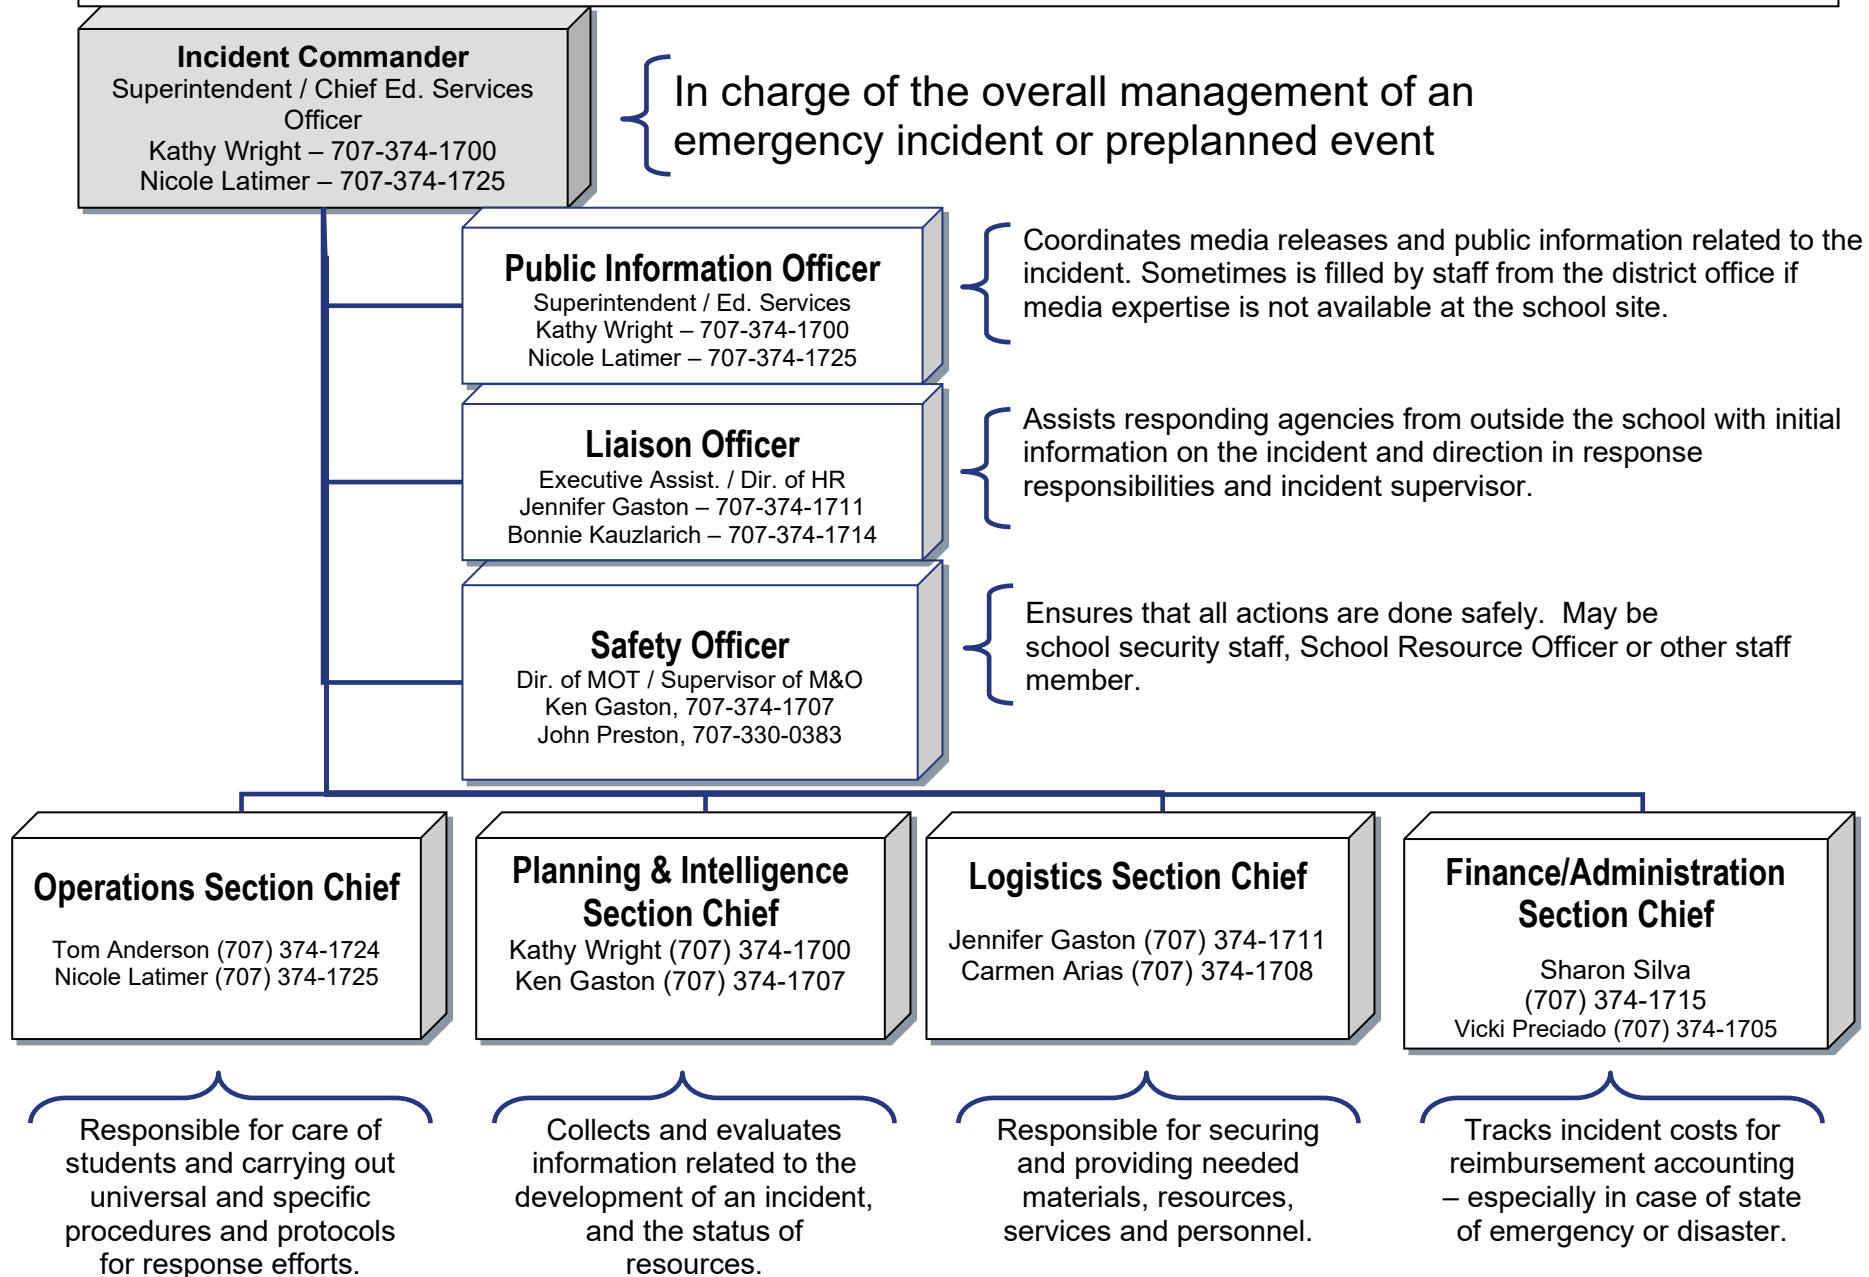 Incident Commander
Superintendent / Chief Ed. Services
Officer
Kathy Wright – 707-374-1700
Nicole Latimer – 707-374-1725
In charge of the overall management of an
emergency incident or preplanned event
Public Information Officer
Superintendent / Ed. Services
Kathy Wright – 707-374-1700
Nicole Latimer – 707-374-1725
Coordinates media releases and public information related to the
incident. Sometimes is filled by staff from the district office if
media expertise is not available at the school site.
Liaison Officer
Executive Assist. / Dir. of HR
Jennifer Gaston – 707-374-1711
Bonnie Kauzlarich – 707-374-1714
Assists responding agencies from outside the school with initial
information on the incident and direction in response
responsibilities and incident supervisor.
Safety Officer
Dir. of MOT / Supervisor of M&O
Ken Gaston, 707-374-1707
John Preston, 707-330-0383
Ensures that all actions are done safely.  May be
school security staff, School Resource Officer or other staff
member.
Operations Section Chief
Tom Anderson (707) 374-1724
Nicole Latimer (707) 374-1725
Planning & Intelligence
Section Chief
Kathy Wright (707) 374-1700
Ken Gaston (707) 374-1707
Logistics Section Chief
Jennifer Gaston (707) 374-1711
Carmen Arias (707) 374-1708
Finance/Administration
Section Chief
Sharon Silva
(707) 374-1715
Vicki Preciado (707) 374-1705
Responsible for care of
students and carrying out
universal and specific
procedures and protocols
for response efforts.
Collects and evaluates
information related to the
development of an incident,
and the status of
resources.
Responsible for securing
and providing needed
materials, resources,
services and personnel.
Tracks incident costs for
reimbursement accounting
– especially in case of state
of emergency or disaster.